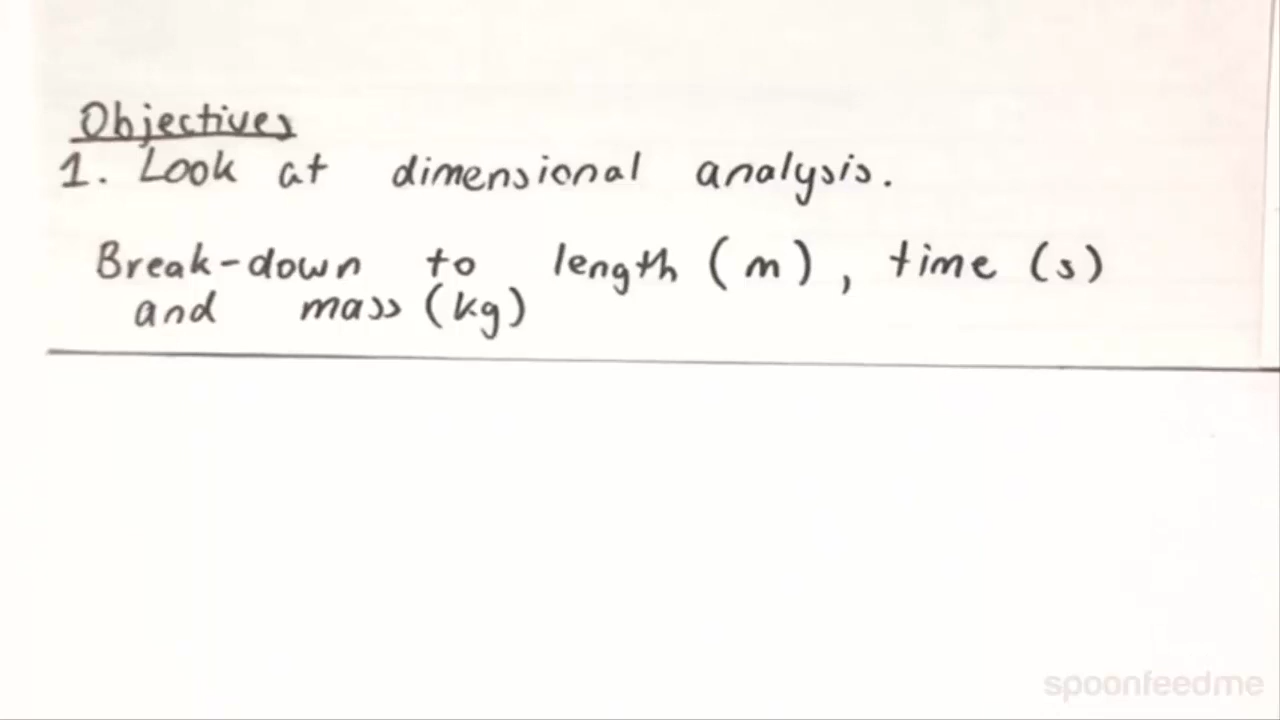 Objectives
1. Look at dimensional analysis.
Break-down to length (m), time (s)
and mass (kg)
spoonfeedme